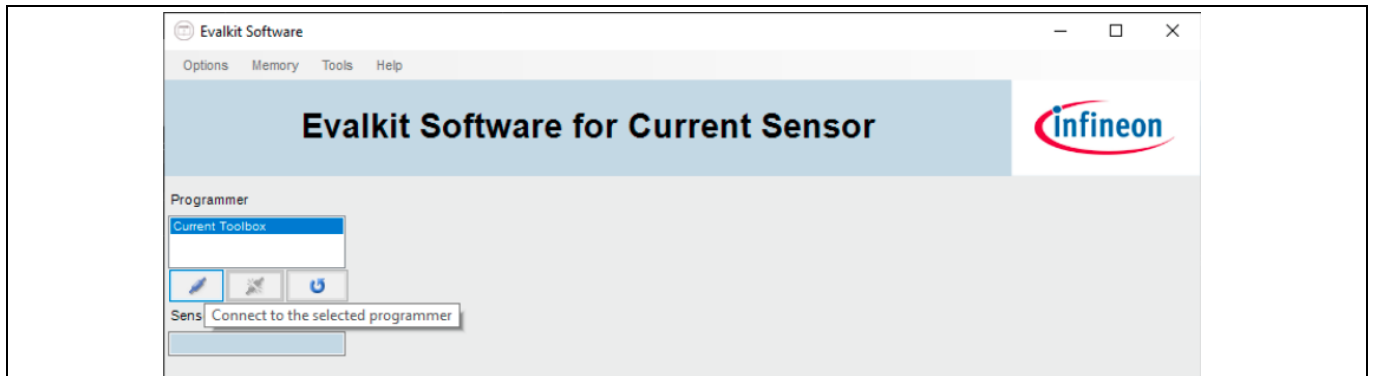 Evalkit Software
Options Memory Tools Help
Evalkit Software for Current Sensor
infineon
Programmer
Current Toolbox
Sens
Connect to the selected programmer